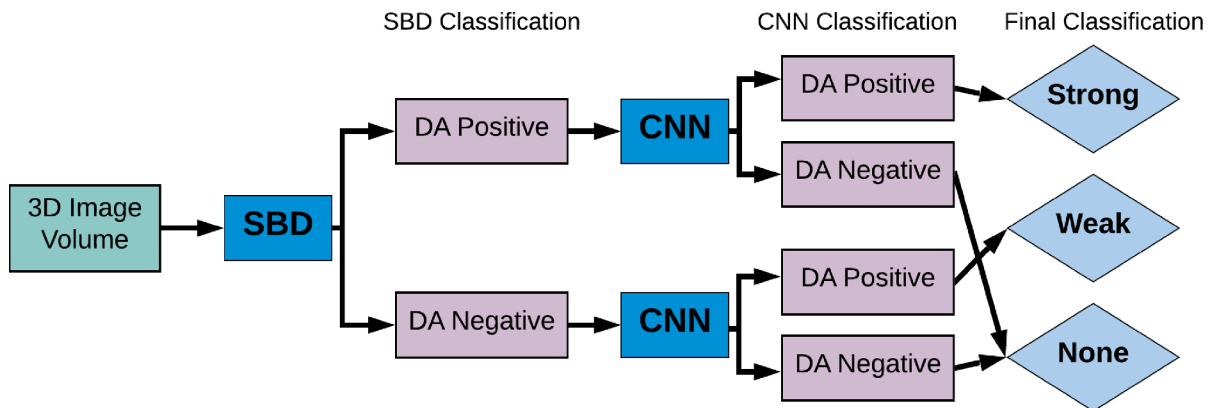 SBD Classification
CNN Classification
Final Classification
DA Positive
Strong
DA Positive
CNN
DA Negative
3D Image
Volume
SBD
Weak
DA Positive
DA Negative
CNN
DA Negative
None